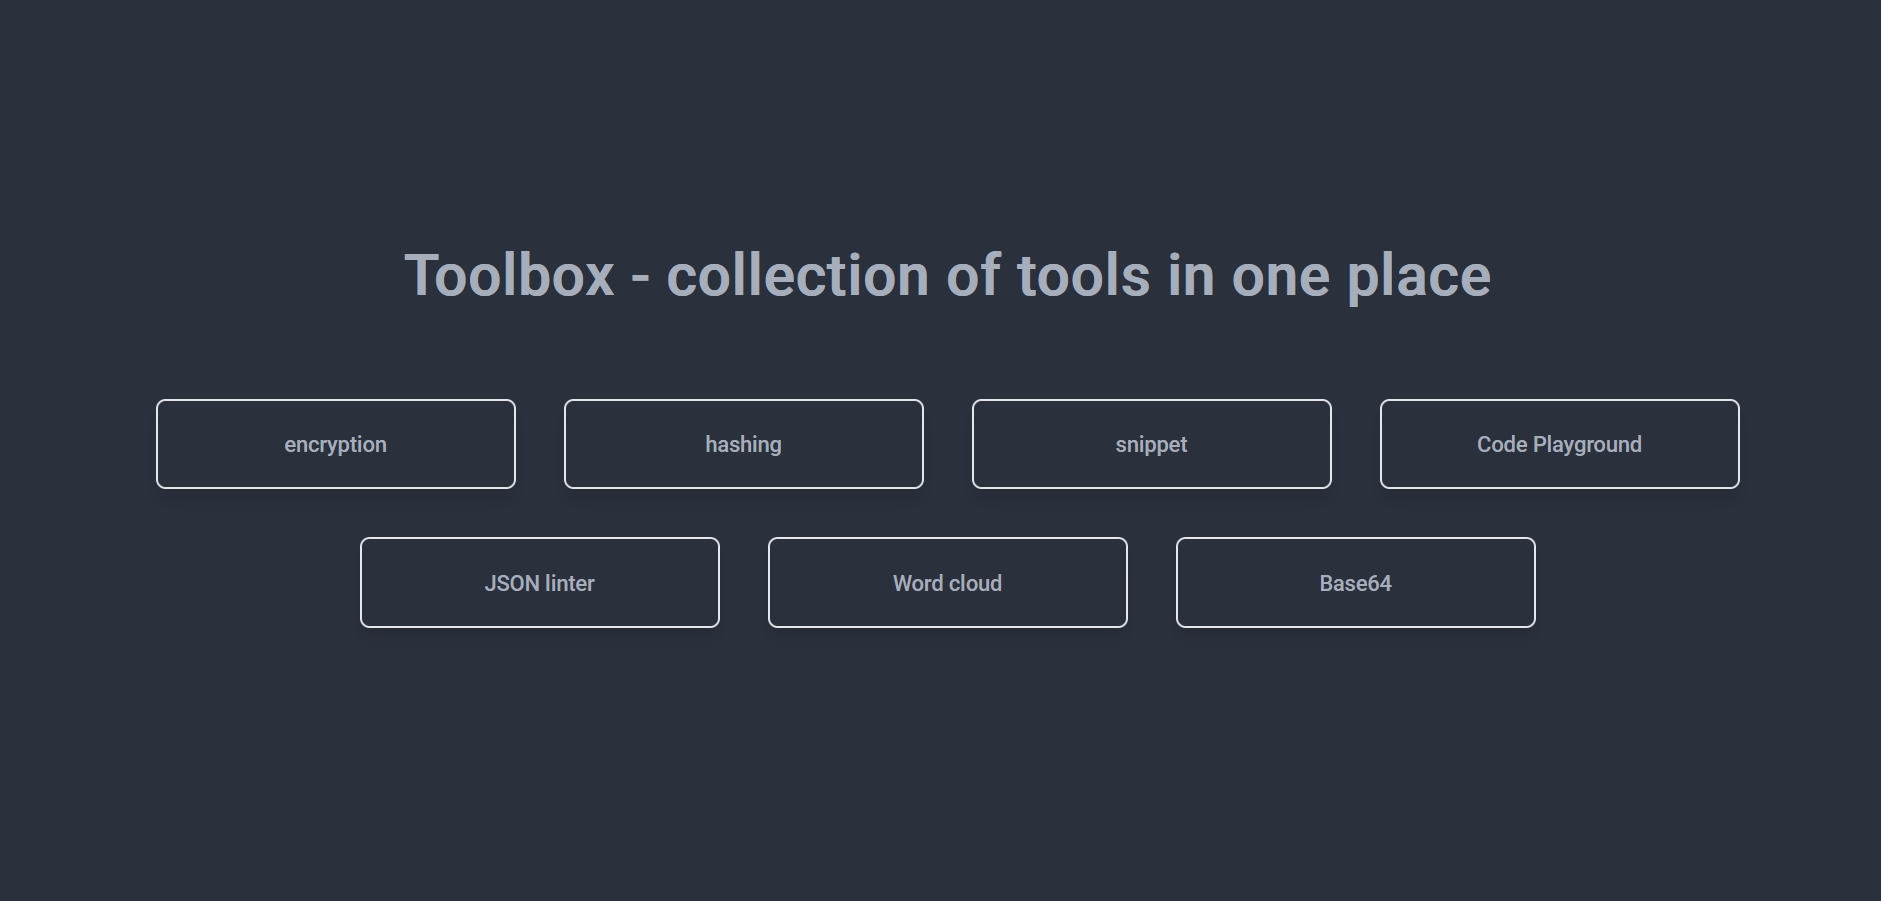 Toolbox - collection of tools in one place
encryption
hashing
snippet
Code Playground
JSON linter
Word cloud
Base64